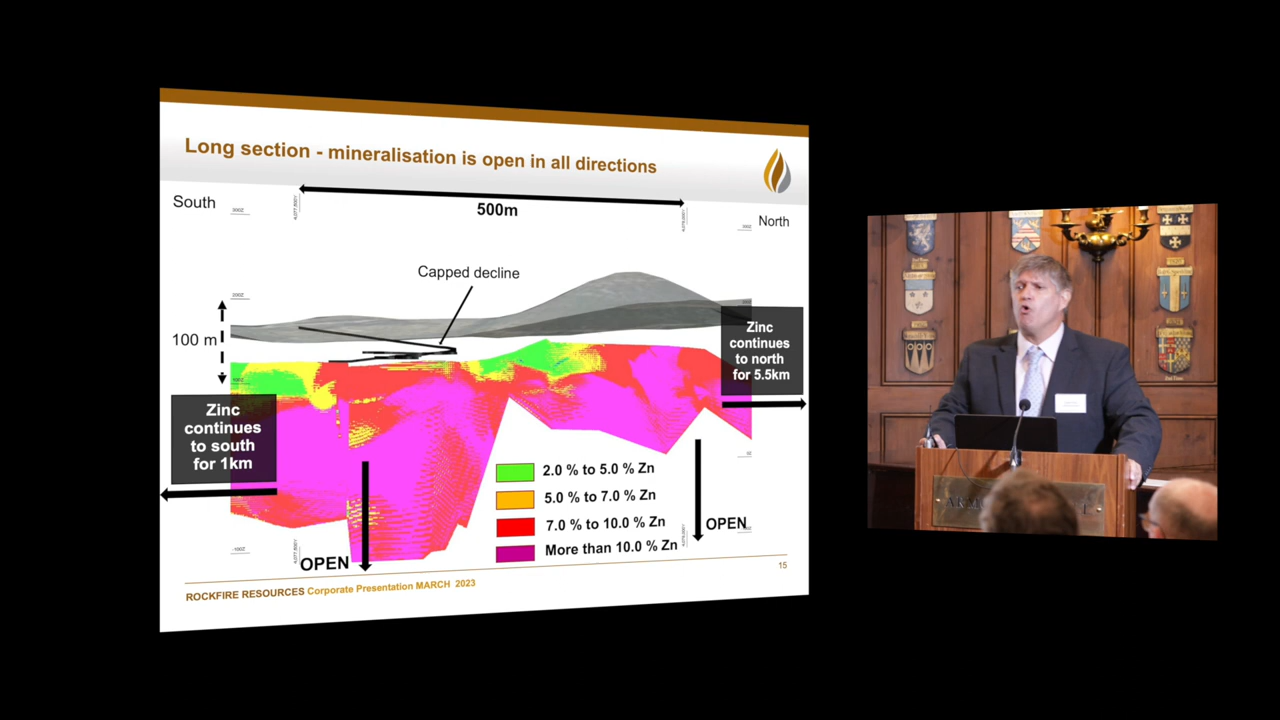 Long section - mineralisation is open in all directions
South
500m
North
Capped decline
100 m
Zinc
continues
to north
for 5.5km
Zinc
continues
to south
for 1km
2.0 % to 5.0 % Zn
5.0 % to 7.0 % Zn
7.0 % to 10.0 % Zn
More than 10.0 % Zn
OPEN
OPEN
ROCKFIRE RESOURCES Corporate Presentation MARCH 2023
15